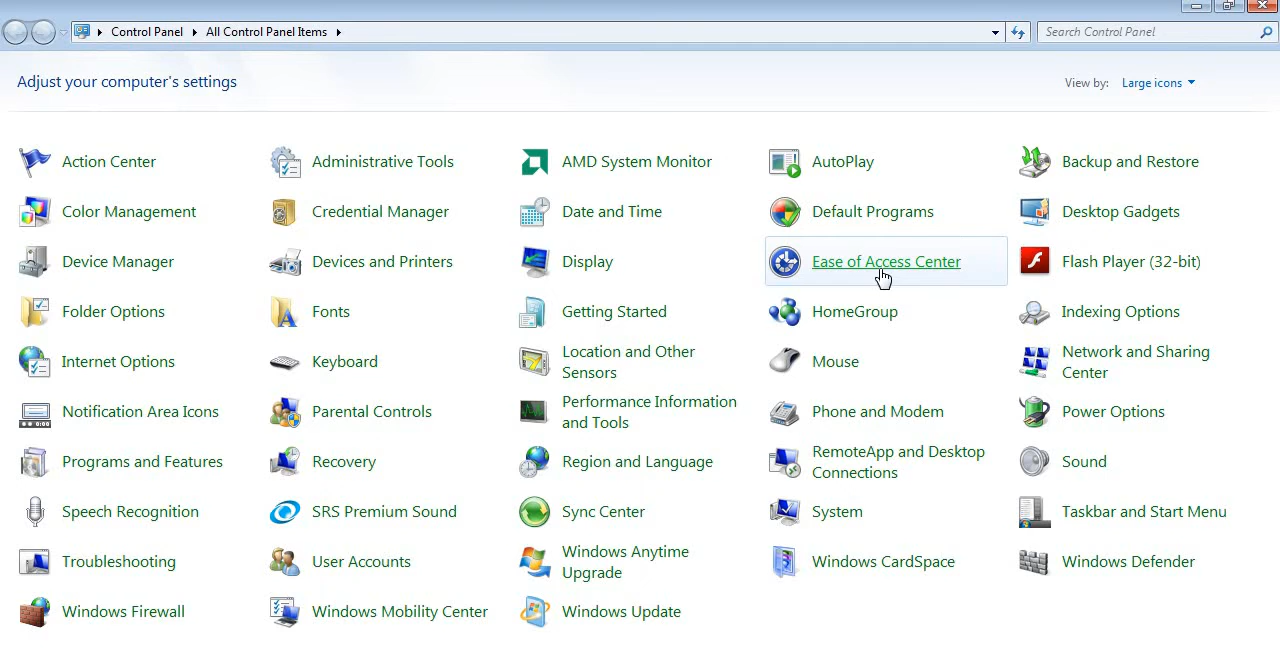 Control Panel All Control Panel Items Search Control Panel
Adjust your computer's settings View by: Large icons
Action Center Administrative Tools AMD System Monitor AutoPlay Backup and Restore
Color Management Credential Manager Date and Time Default Programs Desktop Gadgets
Device Manager Devices and Printers Display Ease of Access Center Flash Player (32-bit)
Folder Options Fonts Getting Started HomeGroup Indexing Options
Internet Options Keyboard Location and Other Sensors Mouse Network and Sharing Center
Notification Area Icons Parental Controls Performance Information and Tools Phone and Modem Power Options
Programs and Features Recovery Region and Language RemoteApp and Desktop Connections Sound
Speech Recognition SRS Premium Sound Sync Center System Taskbar and Start Menu
Troubleshooting User Accounts Windows Anytime Upgrade Windows CardSpace Windows Defender
Windows Firewall Windows Mobility Center Windows Update